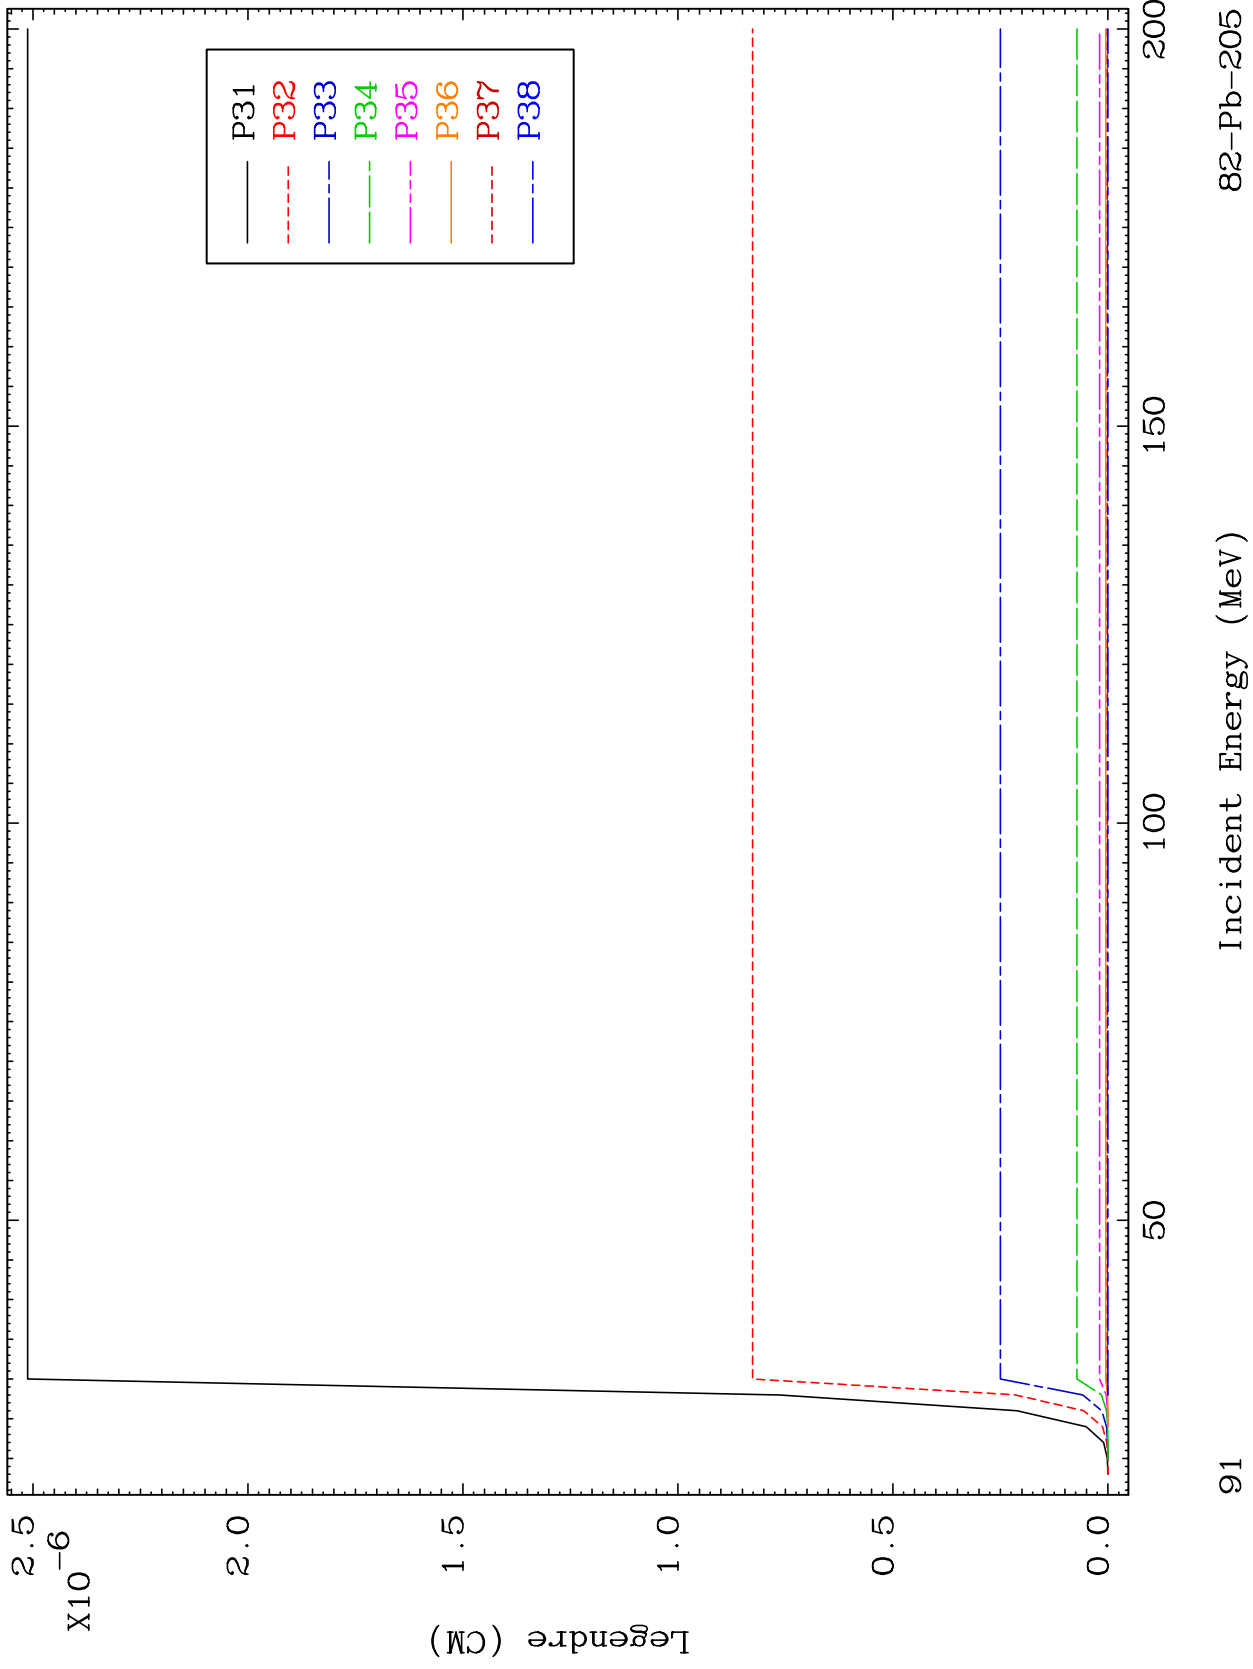 2.5
X10-6
2.0
1.5
1.0
0.5
0.0
Legendre (CM)
P31
P32
P33
P34
P35
P36
P37
P38
50
100
150
200
91
Incident Energy (MeV)
82-Pb-205